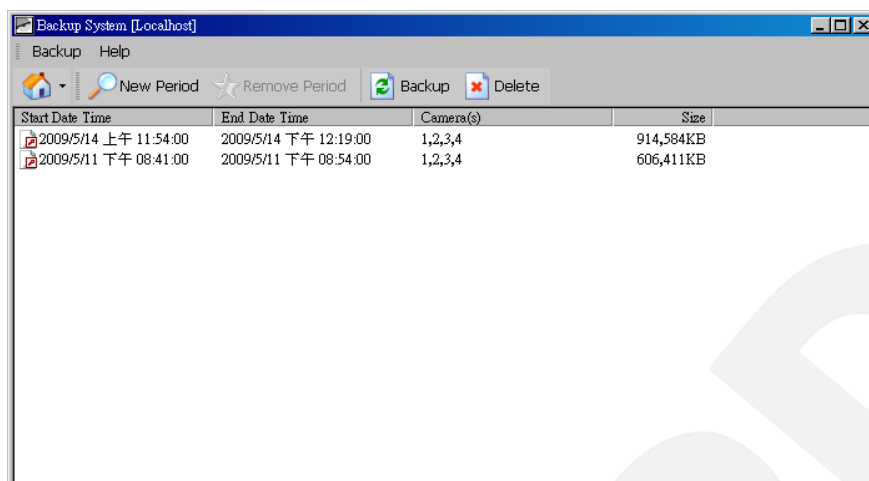 Backup System [Localhost]
Backup Help
New Period Remove Period Backup Delete
Start Date Time End Date Time Camera(s) Size
2009/5/14 上午 11:54:00 2009/5/14 下午 12:19:00 1,2,3,4 914,584KB
2009/5/11 下午 08:41:00 2009/5/11 下午 08:54:00 1,2,3,4 606,411KB